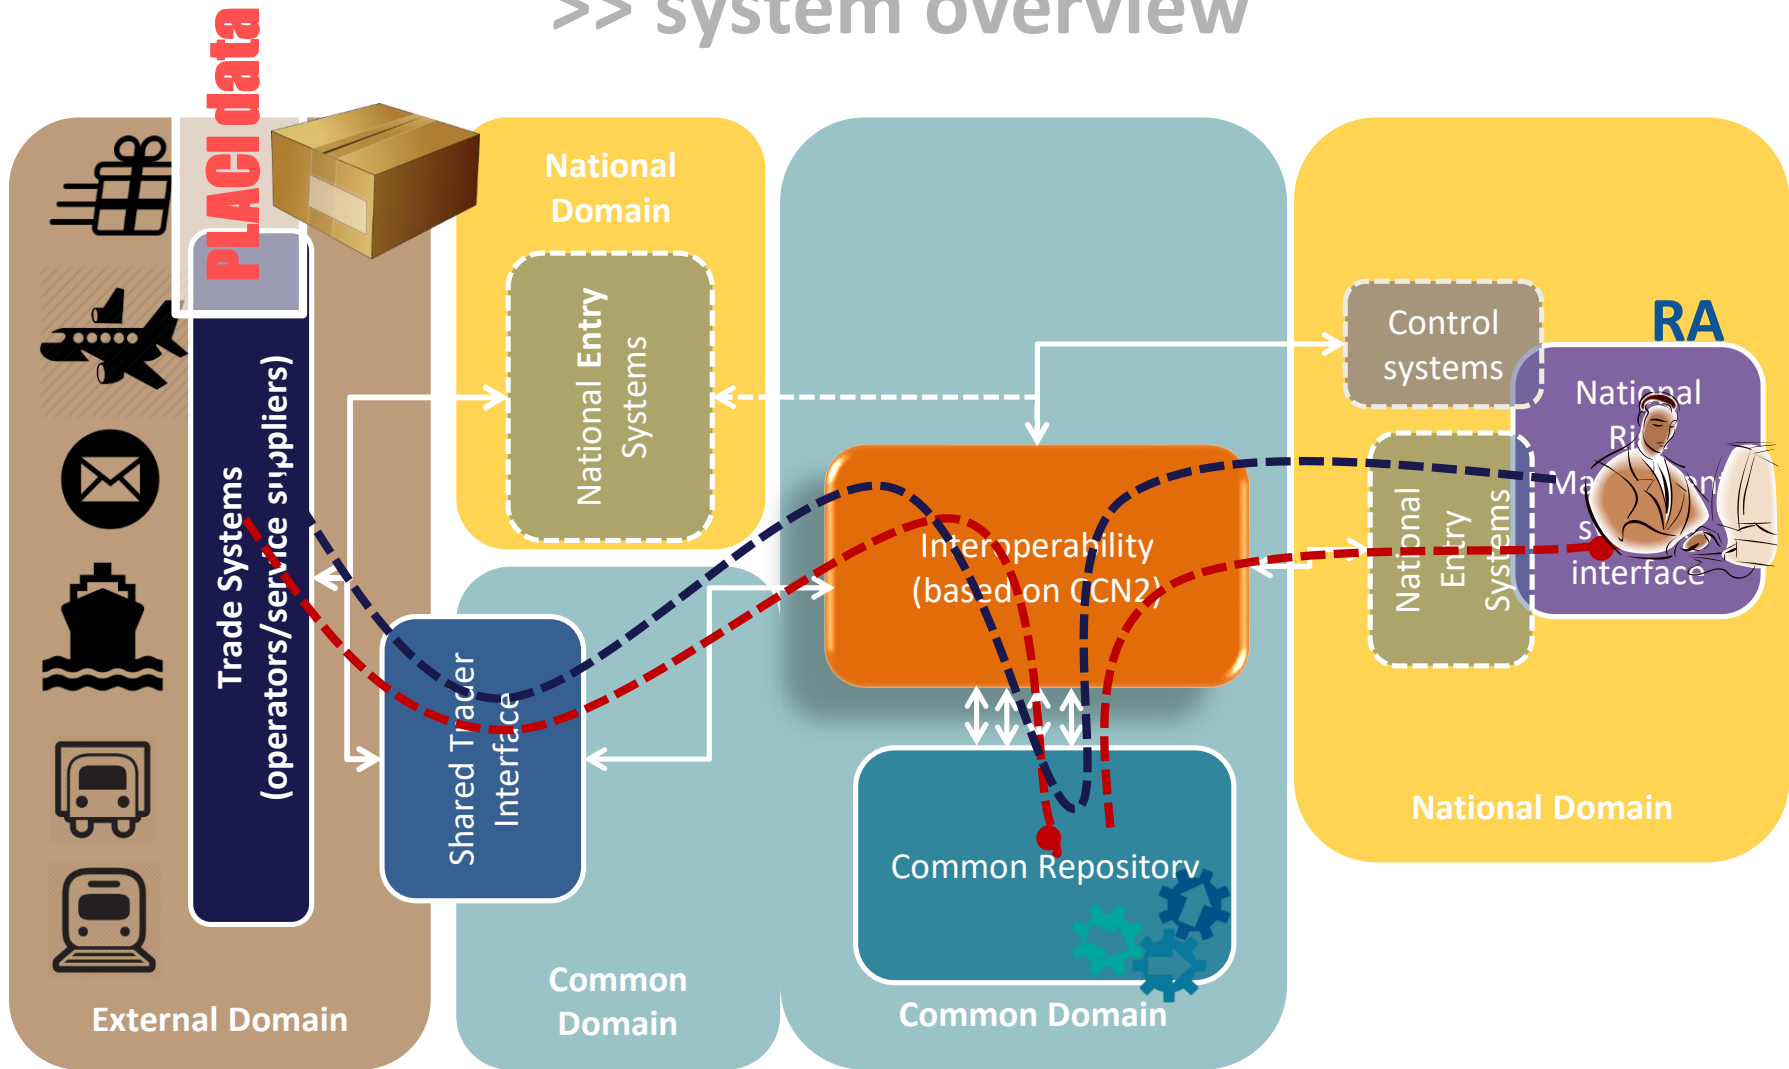 >> system overview
PLACI data
Trade Systems
(operators/service suppliers)
External Domain
National
Domain
National Entry
Systems
Shared Trader
Interface
Common
Domain
Interoperability
(based on CCN2)
Common Repository
Common Domain
Control
systems
RA
National
interface
National
Entry
Systems
National Domain